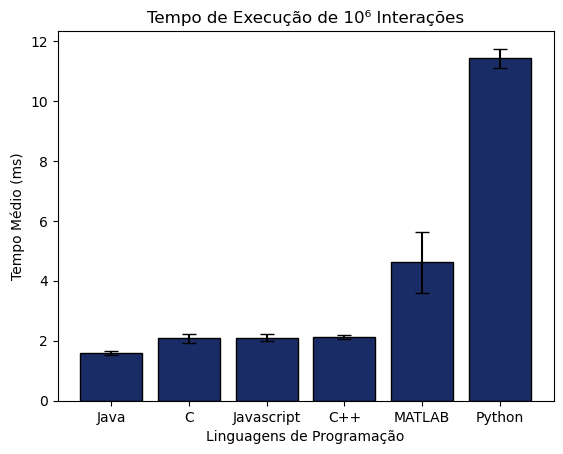 Tempo de Execução de 10⁶ Interações
Tempo Médio (ms)
12
10
8
6
4
2
0
Java C Javascript C++ MATLAB Python
Linguagens de Programação